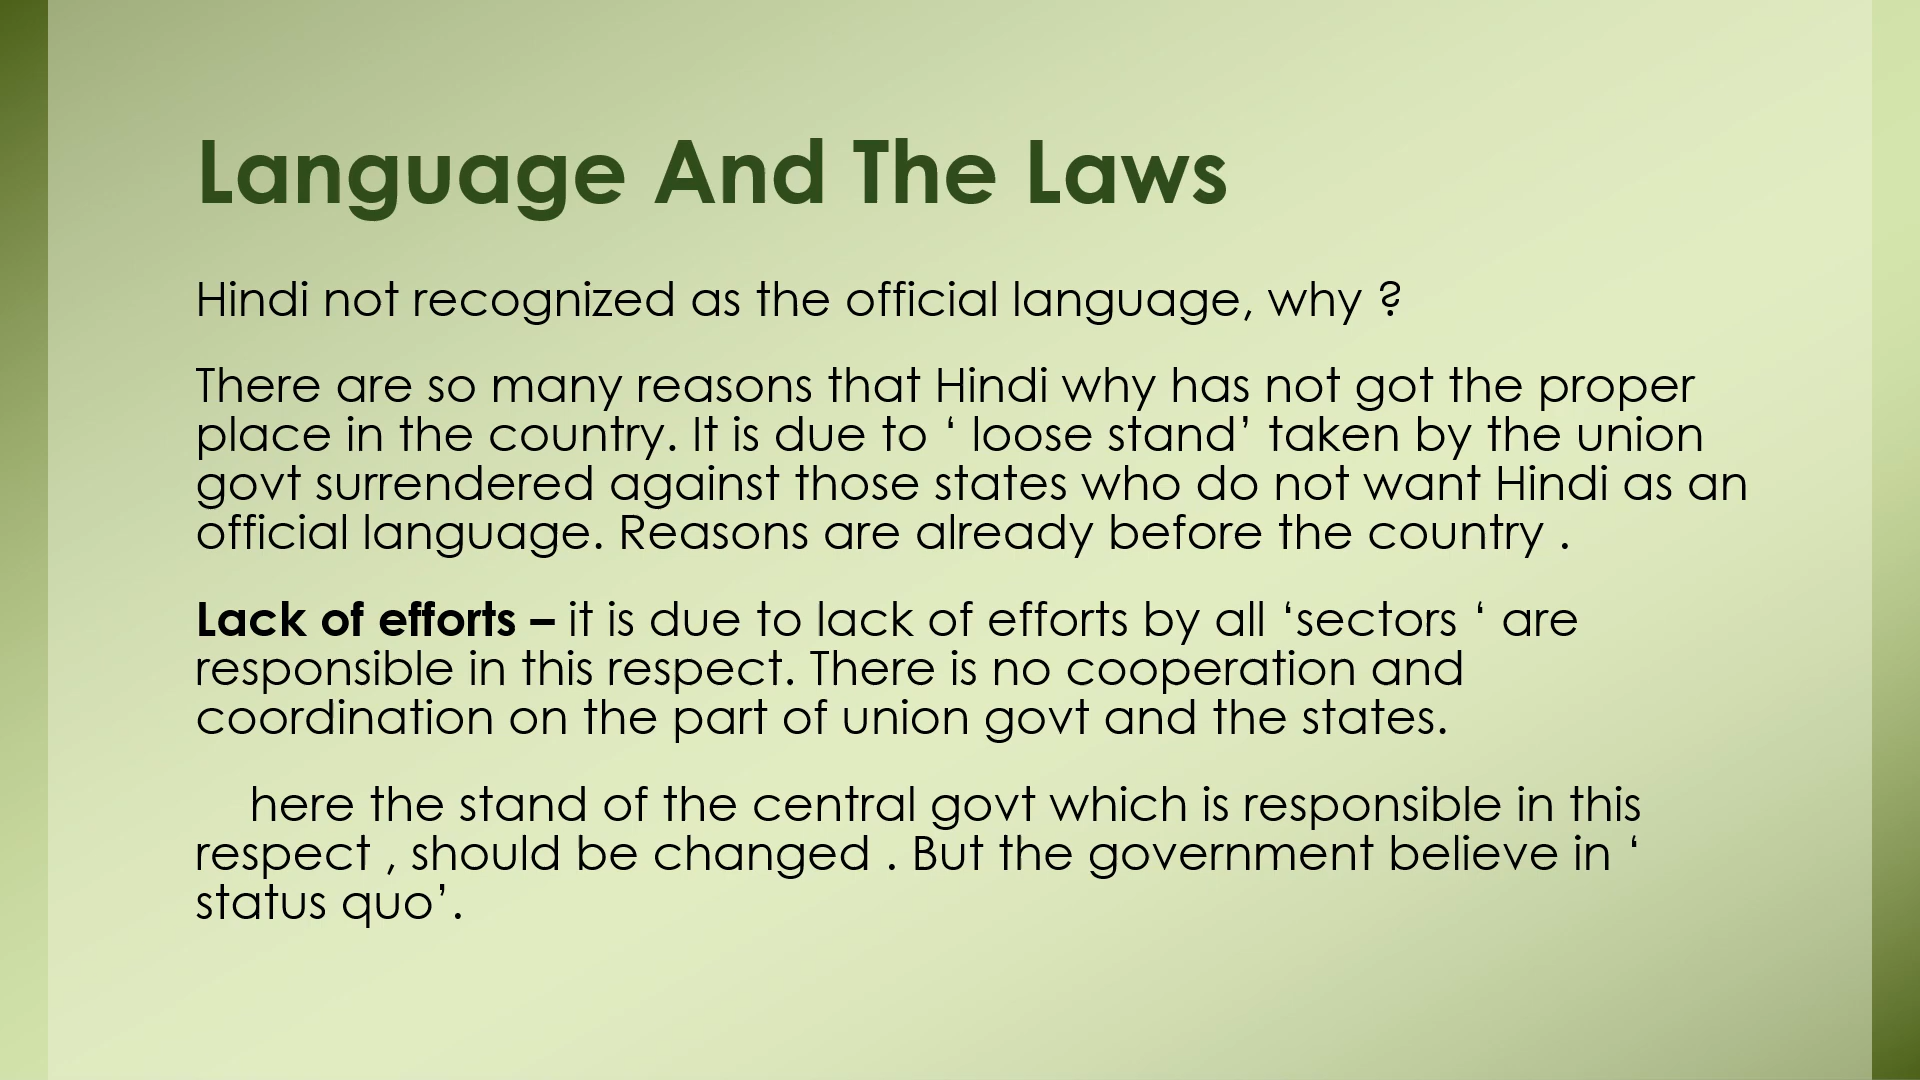 Language And The Laws
Hindi not recognized as the official language, why ?
There are so many reasons that Hindi why has not got the proper
place in the country. It is due to ‘ loose stand’ taken by the union
govt surrendered against those states who do not want Hindi as an
official language. Reasons are already before the country .
Lack of efforts – it is due to lack of efforts by all ‘sectors ‘ are
responsible in this respect. There is no cooperation and
coordination on the part of union govt and the states.
here the stand of the central govt which is responsible in this
respect , should be changed . But the government believe in ‘
status quo’.